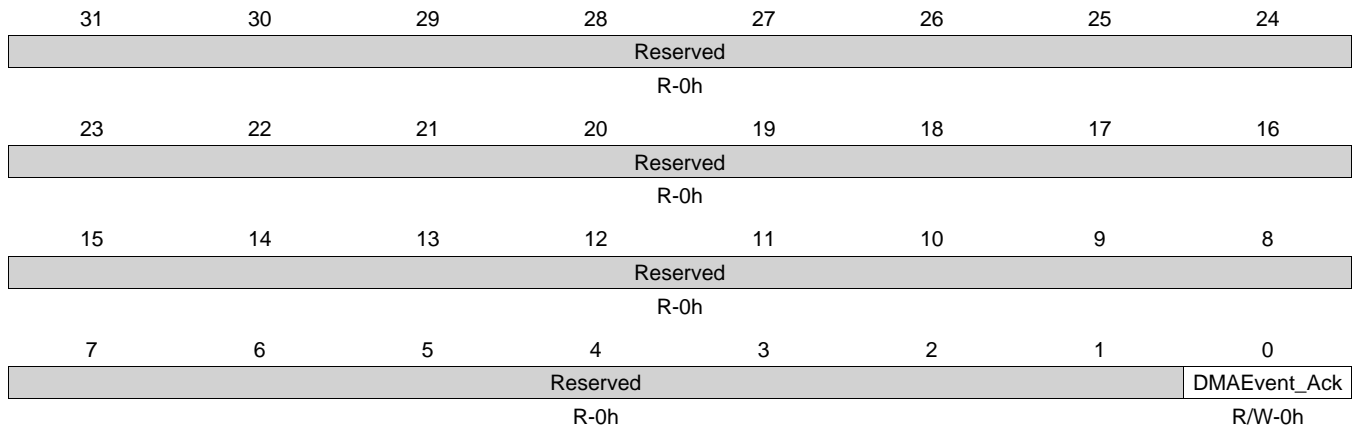 31 30 29 28 27 26 25 24
Reserved
R-0h
23 22 21 20 19 18 17 16
Reserved
R-0h
15 14 13 12 11 10 9 8
Reserved
R-0h
7 6 5 4 3 2 1 0
Reserved DMAEvent_Ack
R-0h R/W-0h